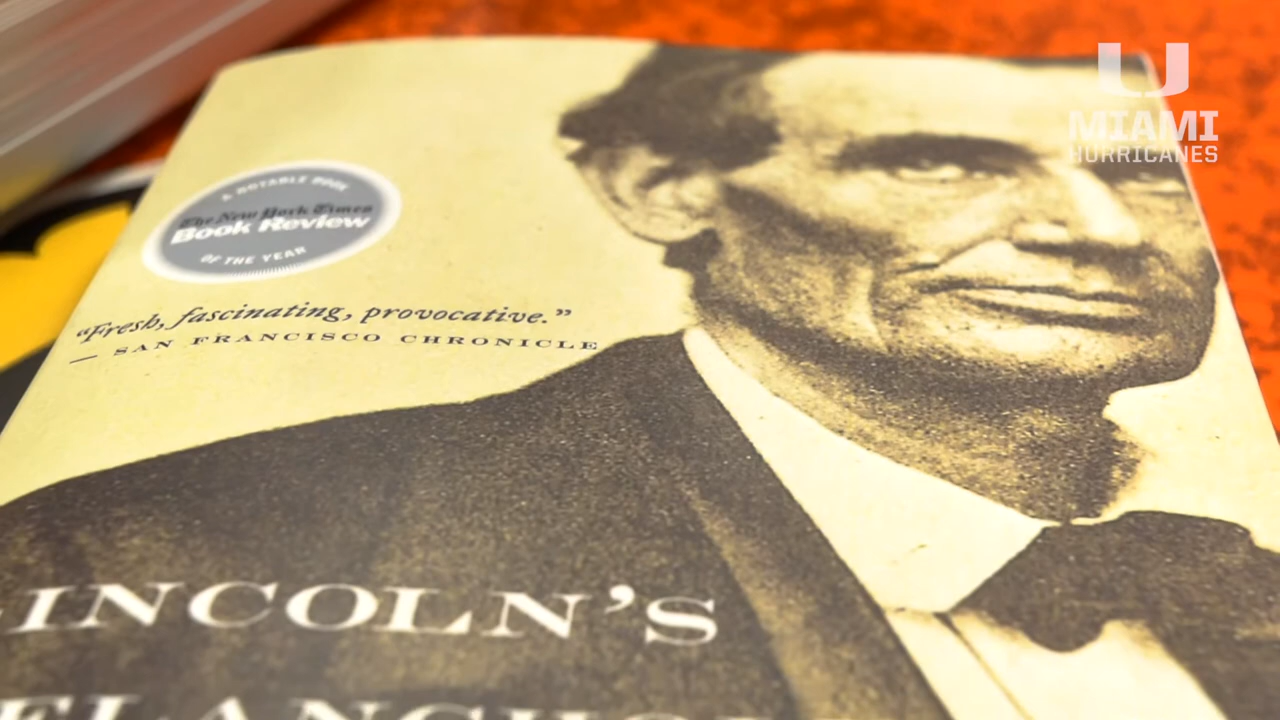 U
MIAMI
HURRICANES
A NOTABLE BOOK
The New York Times
Book Review
OF THE YEAR
“Fresh, fascinating, provocative.”
— SAN FRANCISCO CHRONICLE
INCOLN’S